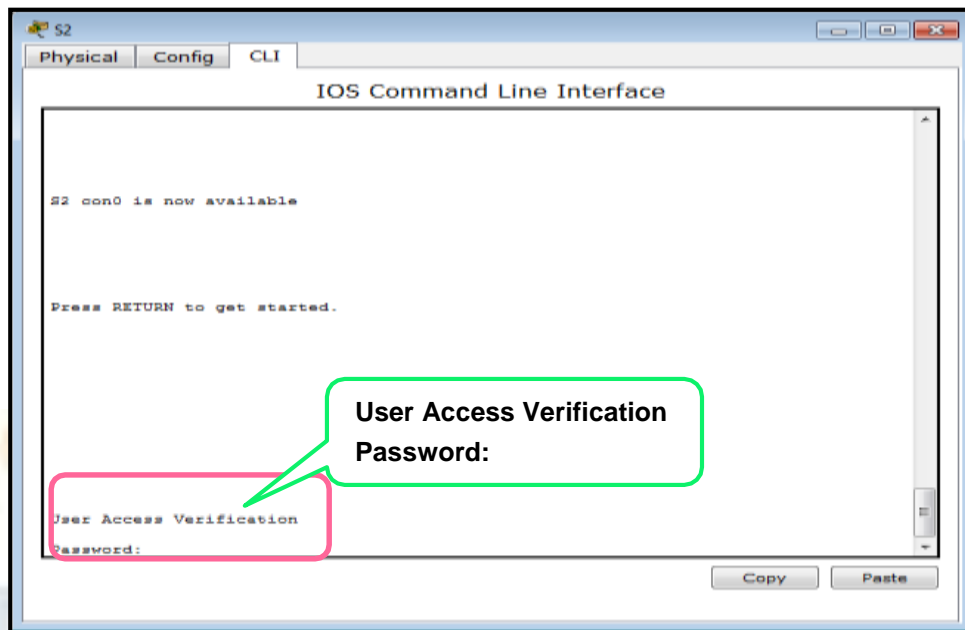 S2
Physical Config CLI
IOS Command Line Interface
S2 con0 is now available
Press RETURN to get started.
User Access Verification
Password:
User Access Verification
Password:
Copy Paste